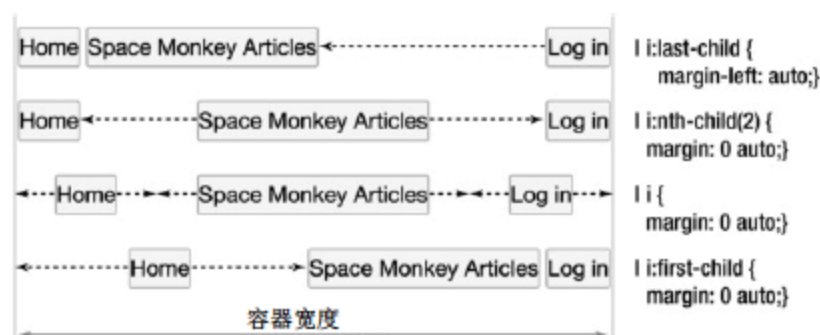 Home Space Monkey Articles Log in l i:last-child {
margin-left: auto;}
Home Space Monkey Articles Log in l i:nth-child(2) {
margin: 0 auto;}
Home Space Monkey Articles Log in l i {
margin: 0 auto;}
Home Space Monkey Articles Log in l i:first-child {
margin: 0 auto;}
容器宽度